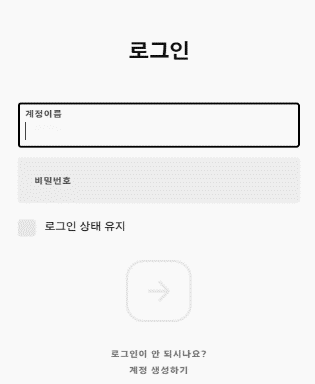 로그인
계정이름
비밀번호
로그인 상태 유지
로그인이 안 되시나요?
계정 생성하기